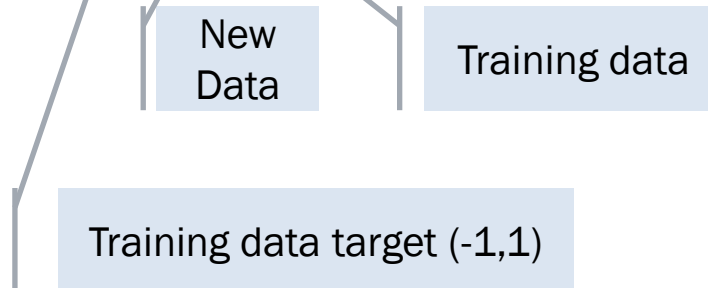 New
Data
Training data
Training data target (-1,1)